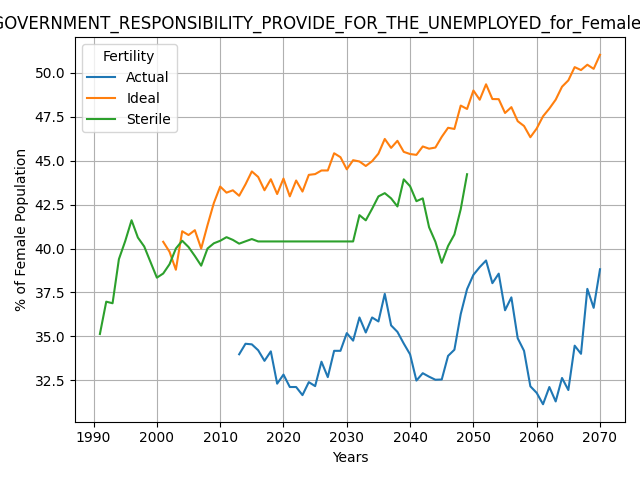 GOVERNMENT_RESPONSIBILITY_PROVIDE_FOR_THE_UNEMPLOYED_for_Female
Fertility
Actual
Ideal
Sterile
% of Female Population
50.0
47.5
45.0
42.5
40.0
37.5
35.0
32.5
1990 2000 2010 2020 2030 2040 2050 2060 2070
Years